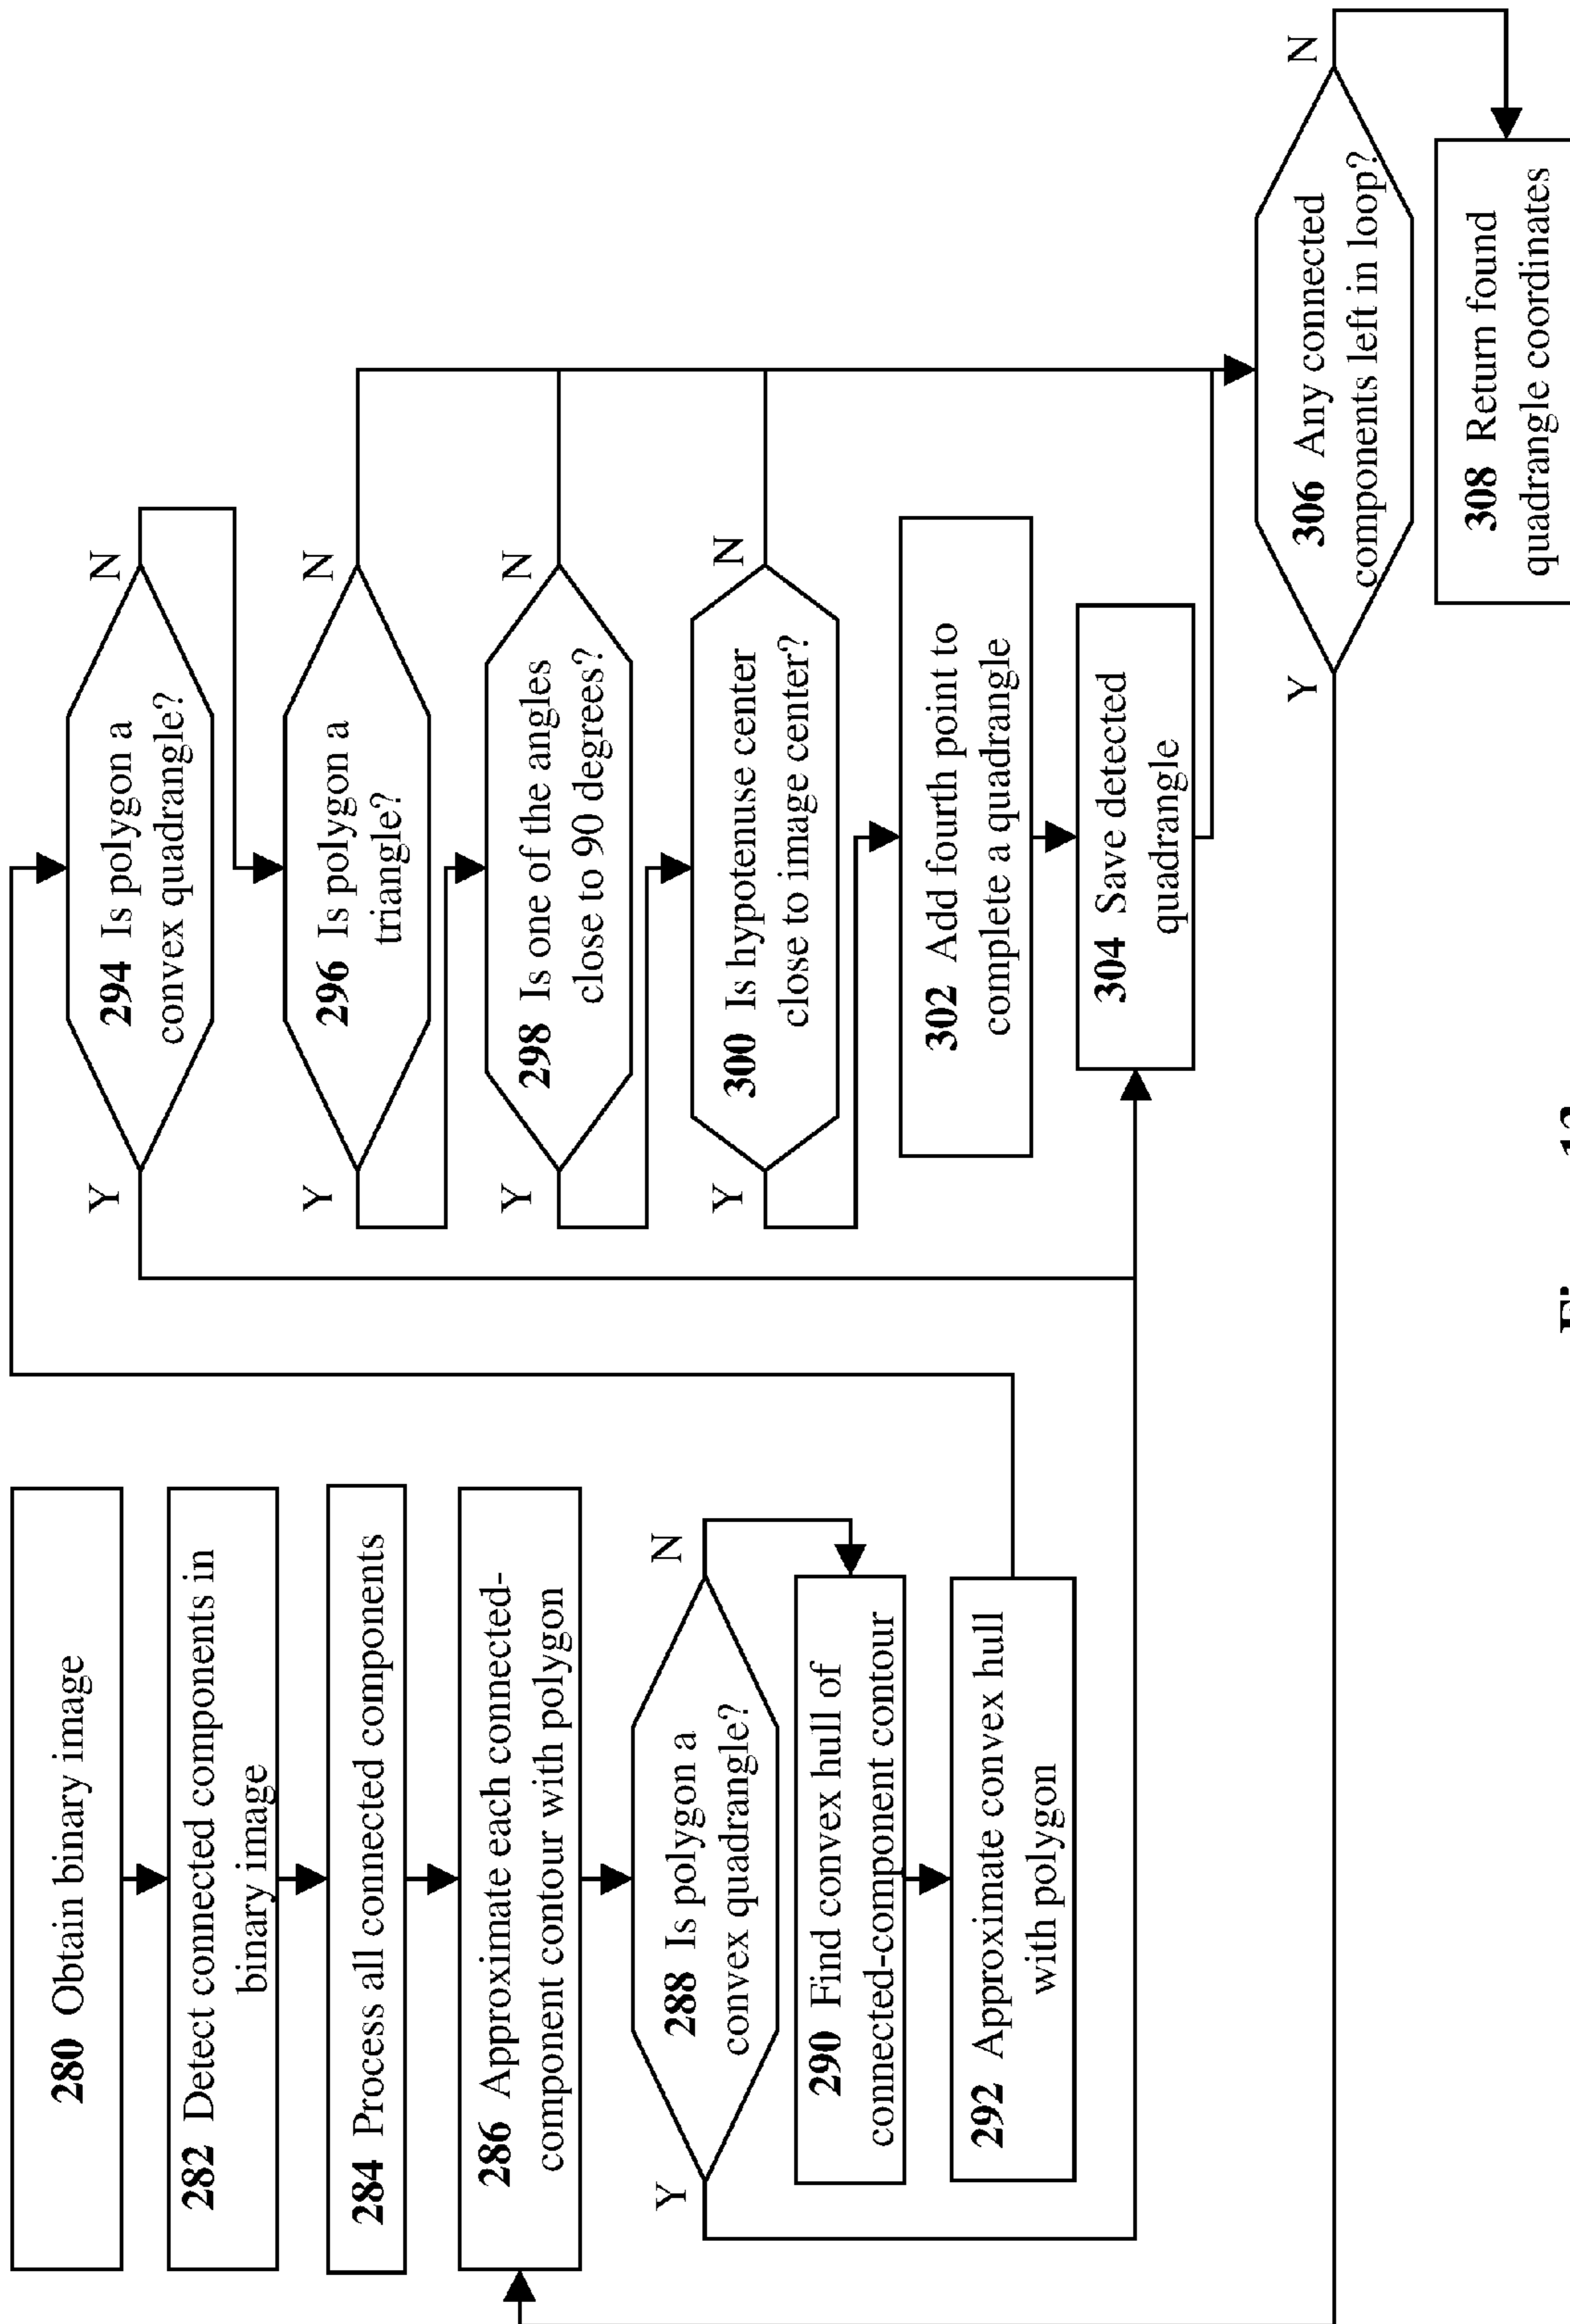 280 Obtain binary image
282 Detect connected components in
binary image
284 Process all connected components
286 Approximate each connected-
component contour with polygon
288 Is polygon a
convex quadrangle?
Y
N
290 Find convex hull of
connected-component contour
292 Approximate convex hull
with polygon
294 Is polygon a
convex quadrangle?
Y
N
296 Is polygon a
triangle?
Y
N
298 Is one of the angles
close to 90 degrees?
Y
N
300 Is hypotenuse center
close to image center?
Y
N
302 Add fourth point to
complete a quadrangle
304 Save detected
quadrangle
306 Any connected
components left in loop?
Y
N
308 Return found
quadrangle coordinates